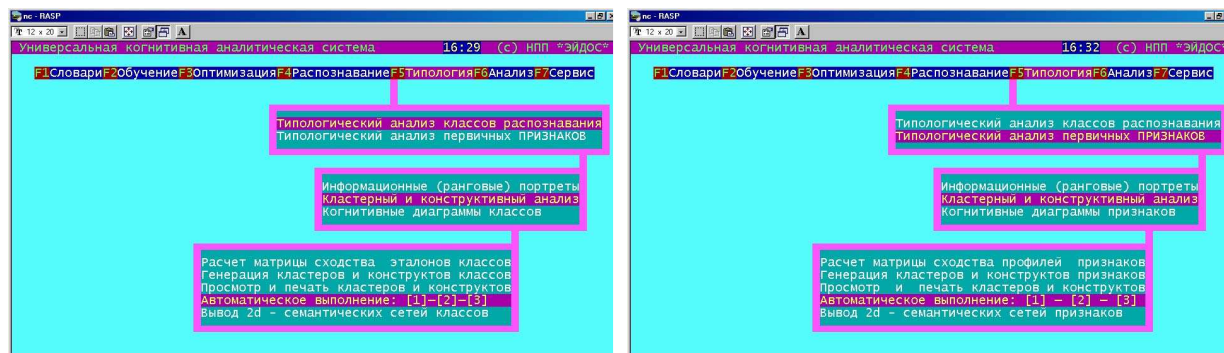 nc - RASP
Tr 12 x 20
A
Универсальная когнитивная аналитическая система 16:29 (с) НПП *ЭЙДОС*
F1Словари F2Обучение F3Оптимизация F4Распознавание F5Типология F6Анализ F7Сервис
Типологический анализ классов распознавания
Типологический анализ первичных ПРИЗНАКОВ
Информационные (ранговые) портреты
Кластерный и конструктивный анализ
Когнитивные диаграммы классов
Расчет матрицы сходства эталонов классов
Генерация кластеров и конструктов классов
Просмотр и печать кластеров и конструктов
Автоматическое выполнение: [1]—[2]—[3]
Вывод 2d - семантических сетей классов
nc - RASP
Tr 12 x 20
A
Универсальная когнитивная аналитическая система 16:32 (с) НПП *ЭЙДОС*
F1Словари F2Обучение F3Оптимизация F4Распознавание F5Типология F6Анализ F7Сервис
Типологический анализ классов распознавания
Типологический анализ первичных ПРИЗНАКОВ
Информационные (ранговые) портреты
Кластерный и конструктивный анализ
Когнитивные диаграммы признаков
Расчет матрицы сходства профилей признаков
Генерация кластеров и конструктов признаков
Просмотр и печать кластеров и конструктов
Автоматическое выполнение: [1] — [2] — [3]
Вывод 2d - семантических сетей признаков